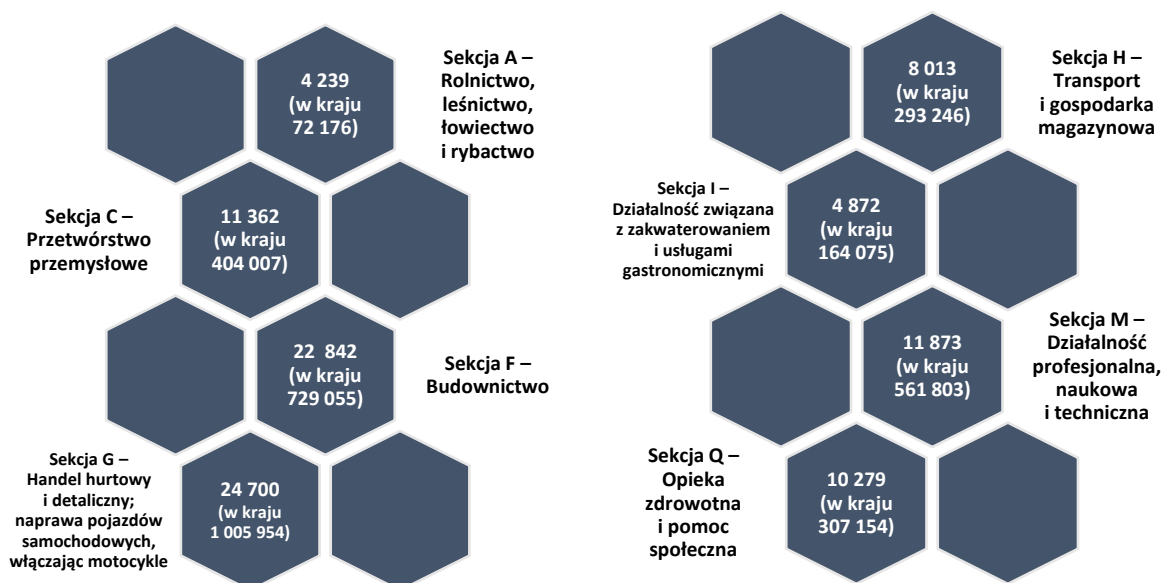 4 239
(w kraju
72 176)
Sekcja A –
Rolnictwo,
leśnictwo,
łowiectwo
i rybactwo
Sekcja C –
Przetwórstwo
przemysłowe
11 362
(w kraju
404 007)
22  842
(w kraju
729 055)
Sekcja F –
Budownictwo
Sekcja G –
Handel hurtowy
i detaliczny;
naprawa pojazdów
samochodowych,
włączając motocykle
24 700
(w kraju
1 005 954)
8 013
(w kraju
293 246)
Sekcja H –
Transport
i gospodarka
magazynowa
Sekcja I –
Działalność związana
z zakwaterowaniem
i usługami
gastronomicznymi
4 872
(w kraju
164 075)
11 873
(w kraju
561 803)
Sekcja M –
Działalność
profesjonalna,
naukowa
i techniczna
Sekcja Q –
Opieka
zdrowotna
i pomoc
społeczna
10 279
(w kraju
307 154)